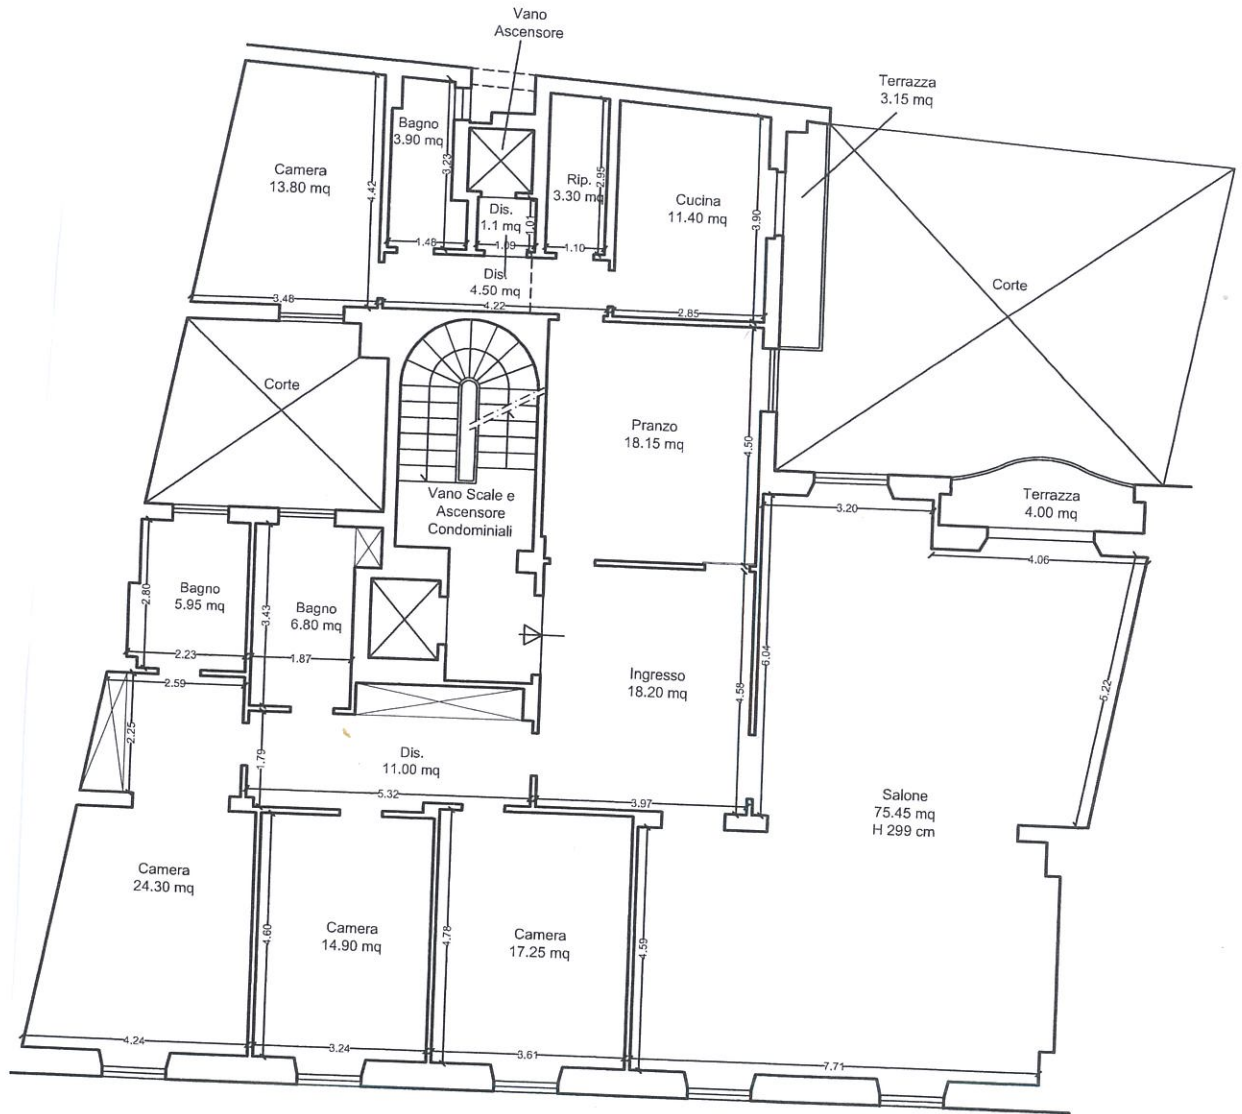 Vano
Ascensore
Terrazza
3.15 mq
Bagno
3.90 mq
Camera
13.80 mq
4.42
3.23
Rip.
3.30 mq
2.95
Cucina
11.40 mq
3.90
Dis.
1.1 mq
1.01
1.48
1.09
1.10
Dis.
4.50 mq
3.48
4.22
2.85
Corte
Corte
Pranzo
18.15 mq
4.50
Vano Scale e
Ascensore
Condominiali
Terrazza
4.00 mq
3.20
4.06
Bagno
5.95 mq
2.80
2.23
Bagno
6.80 mq
3.43
1.87
Ingresso
18.20 mq
4.58
6.04
5.22
2.59
2.25
1.79
Dis.
11.00 mq
5.32
3.97
Salone
75.45 mq
H 299 cm
Camera
24.30 mq
Camera
14.90 mq
4.60
Camera
17.25 mq
4.78
4.59
4.24
3.24
3.61
7.71